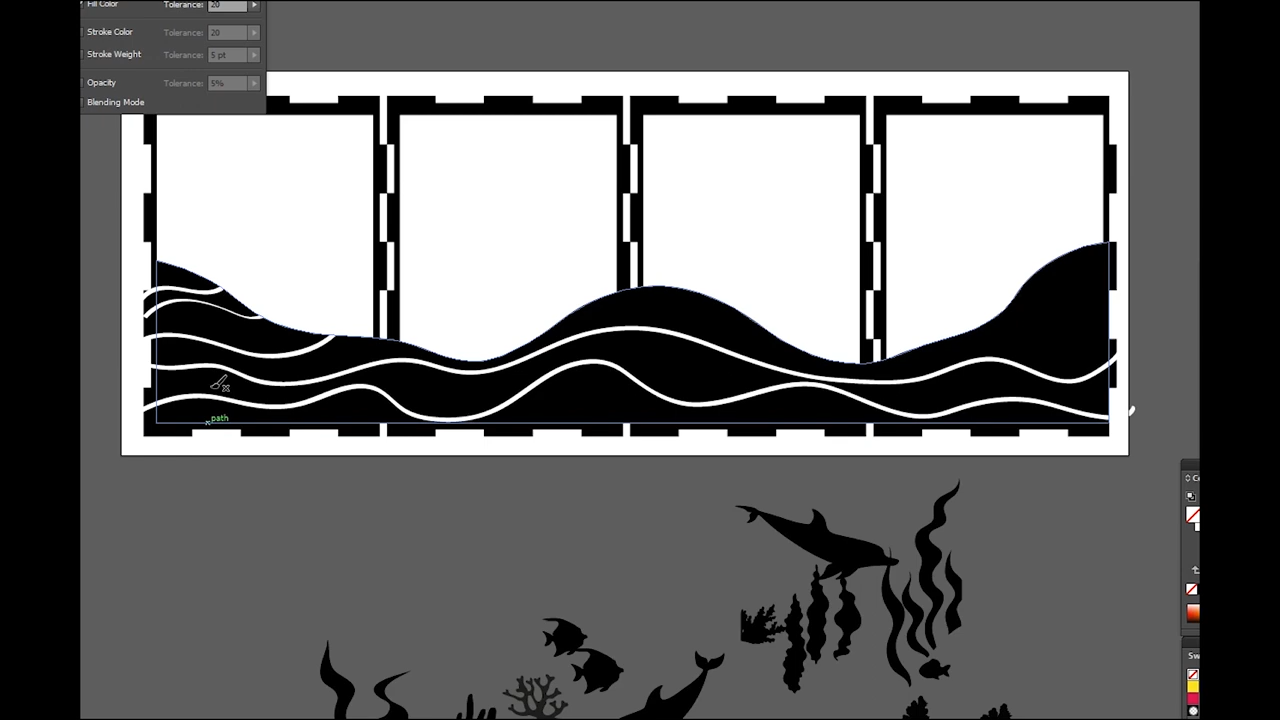 Fill Color Tolerance: 20
Stroke Color Tolerance: 20
Stroke Weight Tolerance: 5 pt
Opacity Tolerance: 5%
Blending Mode
path